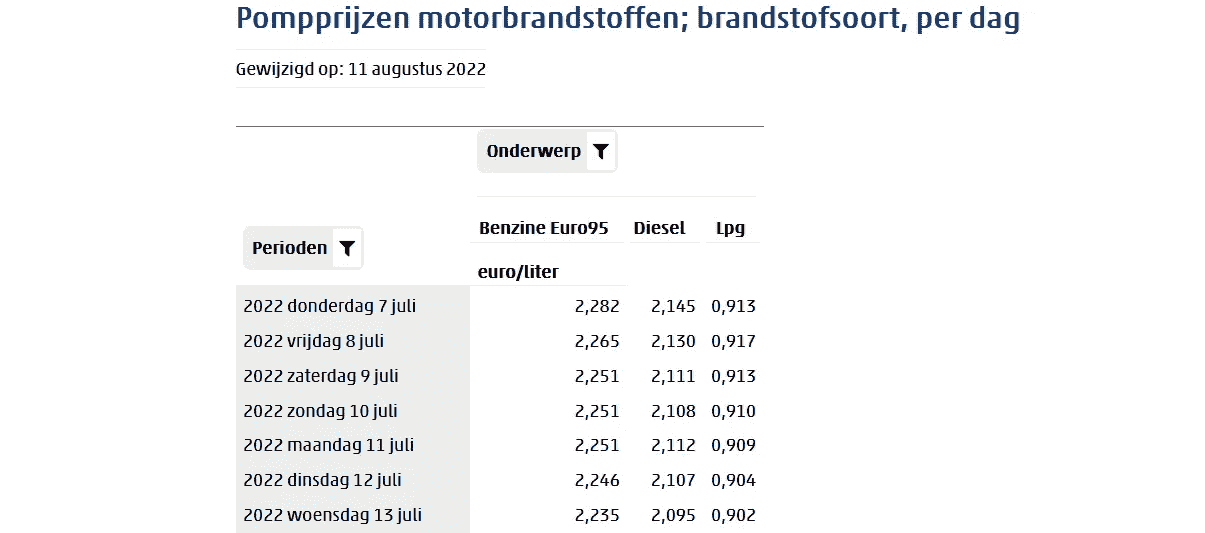 Pompprijzen motorbrandstoffen; brandstofsoort, per dag
Gewijzigd op: 11 augustus 2022
Onderwerp
Benzine Euro95 Diesel Lpg
Perioden
euro/liter
2022 donderdag 7 juli 2,282 2,145 0,913
2022 vrijdag 8 juli 2,265 2,130 0,917
2022 zaterdag 9 juli 2,251 2,111 0,913
2022 zondag 10 juli 2,251 2,108 0,910
2022 maandag 11 juli 2,251 2,112 0,909
2022 dinsdag 12 juli 2,246 2,107 0,904
2022 woensdag 13 juli 2,235 2,095 0,902